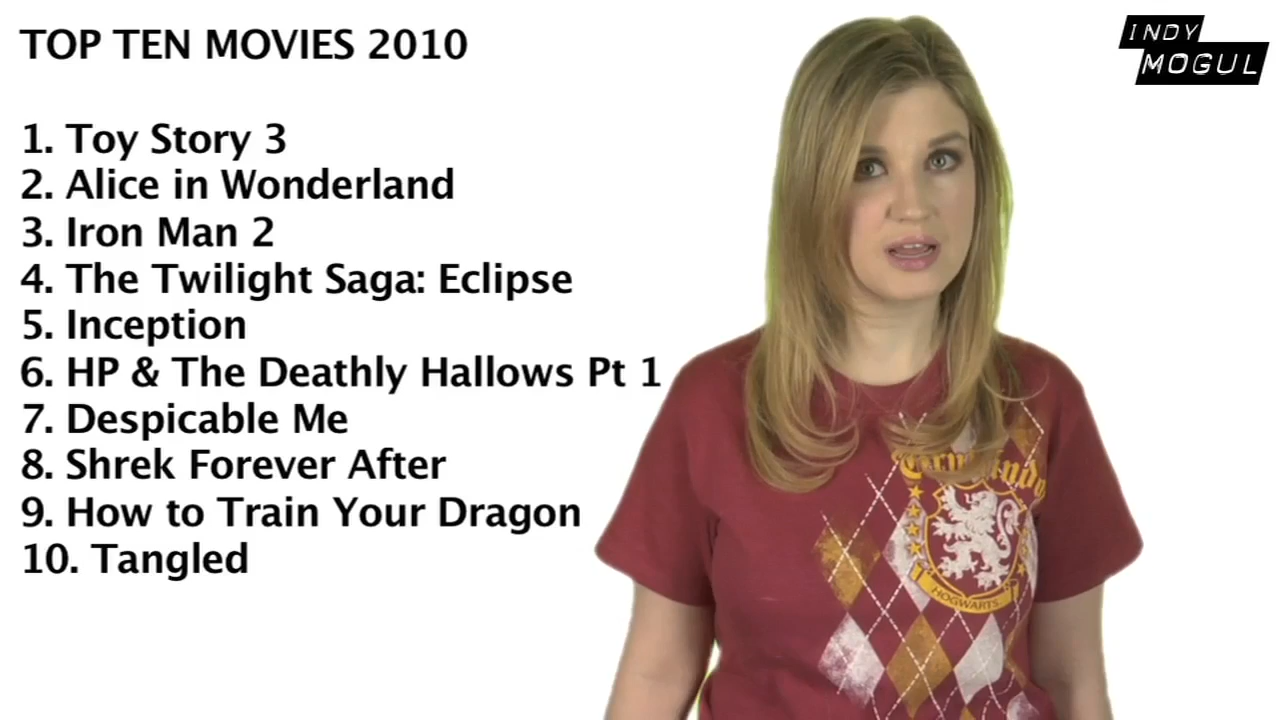 TOP TEN MOVIES 2010
1. Toy Story 3
2. Alice in Wonderland
3. Iron Man 2
4. The Twilight Saga: Eclipse
5. Inception
6. HP & The Deathly Hallows Pt 1
7. Despicable Me
8. Shrek Forever After
9. How to Train Your Dragon
10. Tangled
INDY
MOGUL
HOGWARTS